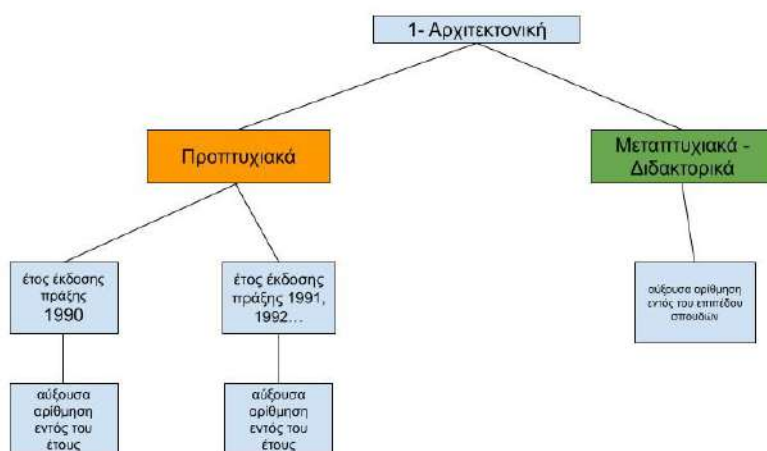 1- Αρχιτεκτονική
Προπτυχιακά
Μεταπτυχιακά -
Διδακτορικά
έτος έκδοσης
πράξης
1990
έτος έκδοσης
πράξης 1991,
1992...
αύξουσα αρίθμηση
εντός του επιπέδου
σπουδών
αύξουσα
αρίθμηση
εντός του
έτους
αύξουσα
αρίθμηση
εντός του
έτους